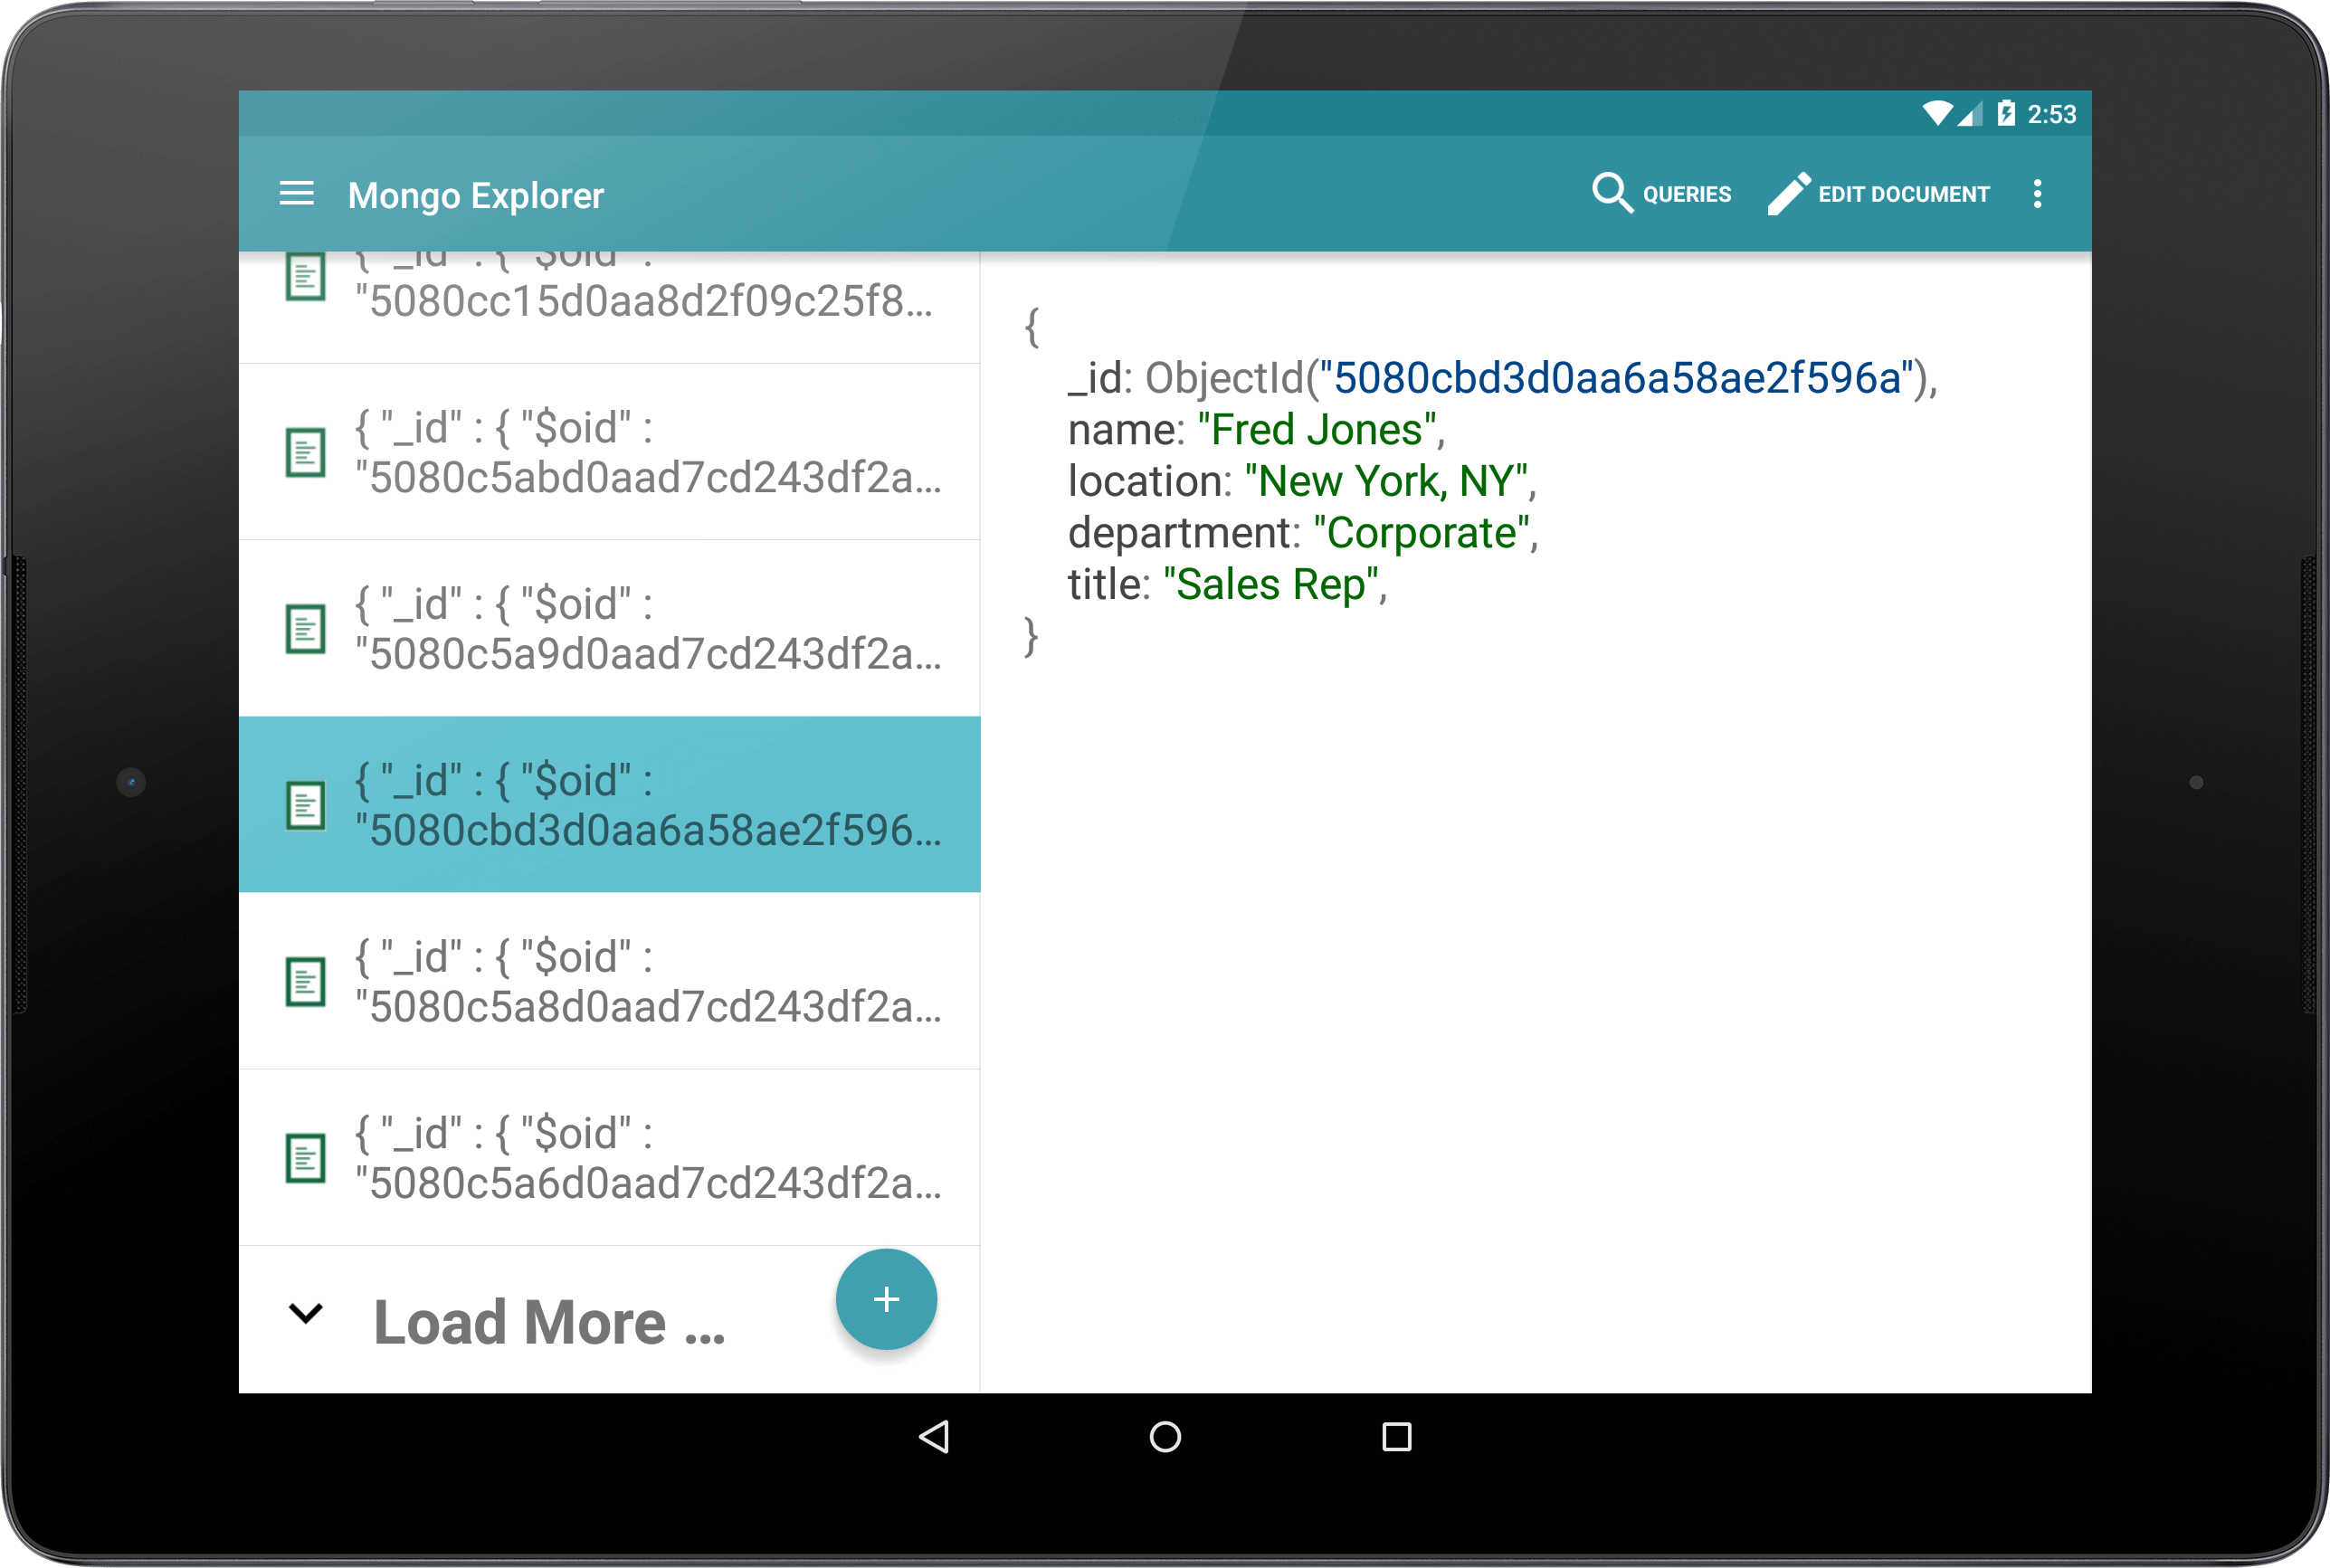 2:53
Mongo Explorer
QUERIES
EDIT DOCUMENT
{ "_id" : { "$oid" :
"5080cc15d0aa8d2f09c25f8...
{ "_id" : { "$oid" :
"5080c5abd0aad7cd243df2a...
{ "_id" : { "$oid" :
"5080c5a9d0aad7cd243df2a...
{ "_id" : { "$oid" :
"5080cbd3d0aa6a58ae2f596...
{ "_id" : { "$oid" :
"5080c5a8d0aad7cd243df2a...
{ "_id" : { "$oid" :
"5080c5a6d0aad7cd243df2a...
Load More ...
+
{
_id: ObjectId("5080cbd3d0aa6a58ae2f596a"),
name: "Fred Jones",
location: "New York, NY",
department: "Corporate",
title: "Sales Rep",
}